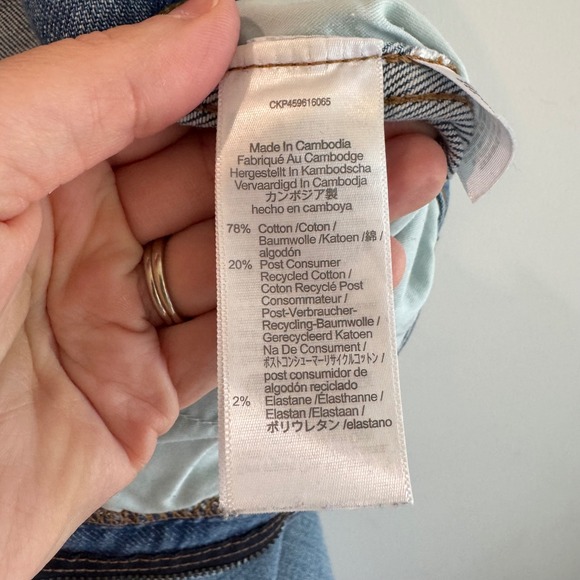 CKP459616065
Made In Cambodia
Fabriqué Au Cambodge
Hergestellt In Kambodscha
Vervaardigd In Cambodja
カンボジア製
hecho en camboya
78% Cotton /Coton /
Baumwolle /Katoen /綿 /
algodón
20% Post Consumer
Recycled Cotton /
Coton Recyclé Post
Consommateur /
Post-Verbraucher-
Recycling-Baumwolle /
Gerecycleerd Katoen
Na De Consument /
ポストコンシューマーリサイクルコットン /
post consumidor de
algodón reciclado
2% Elastane /Élasthanne /
Elastan /Elastaan /
ポリウレタン /elastano